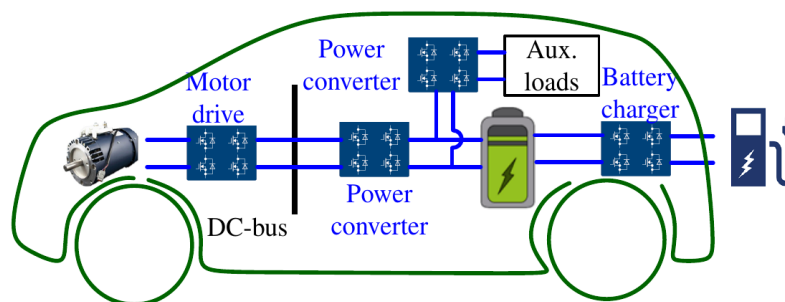 Power
converter
Aux.
loads
Motor
drive
Battery
charger
DC-bus
Power
converter